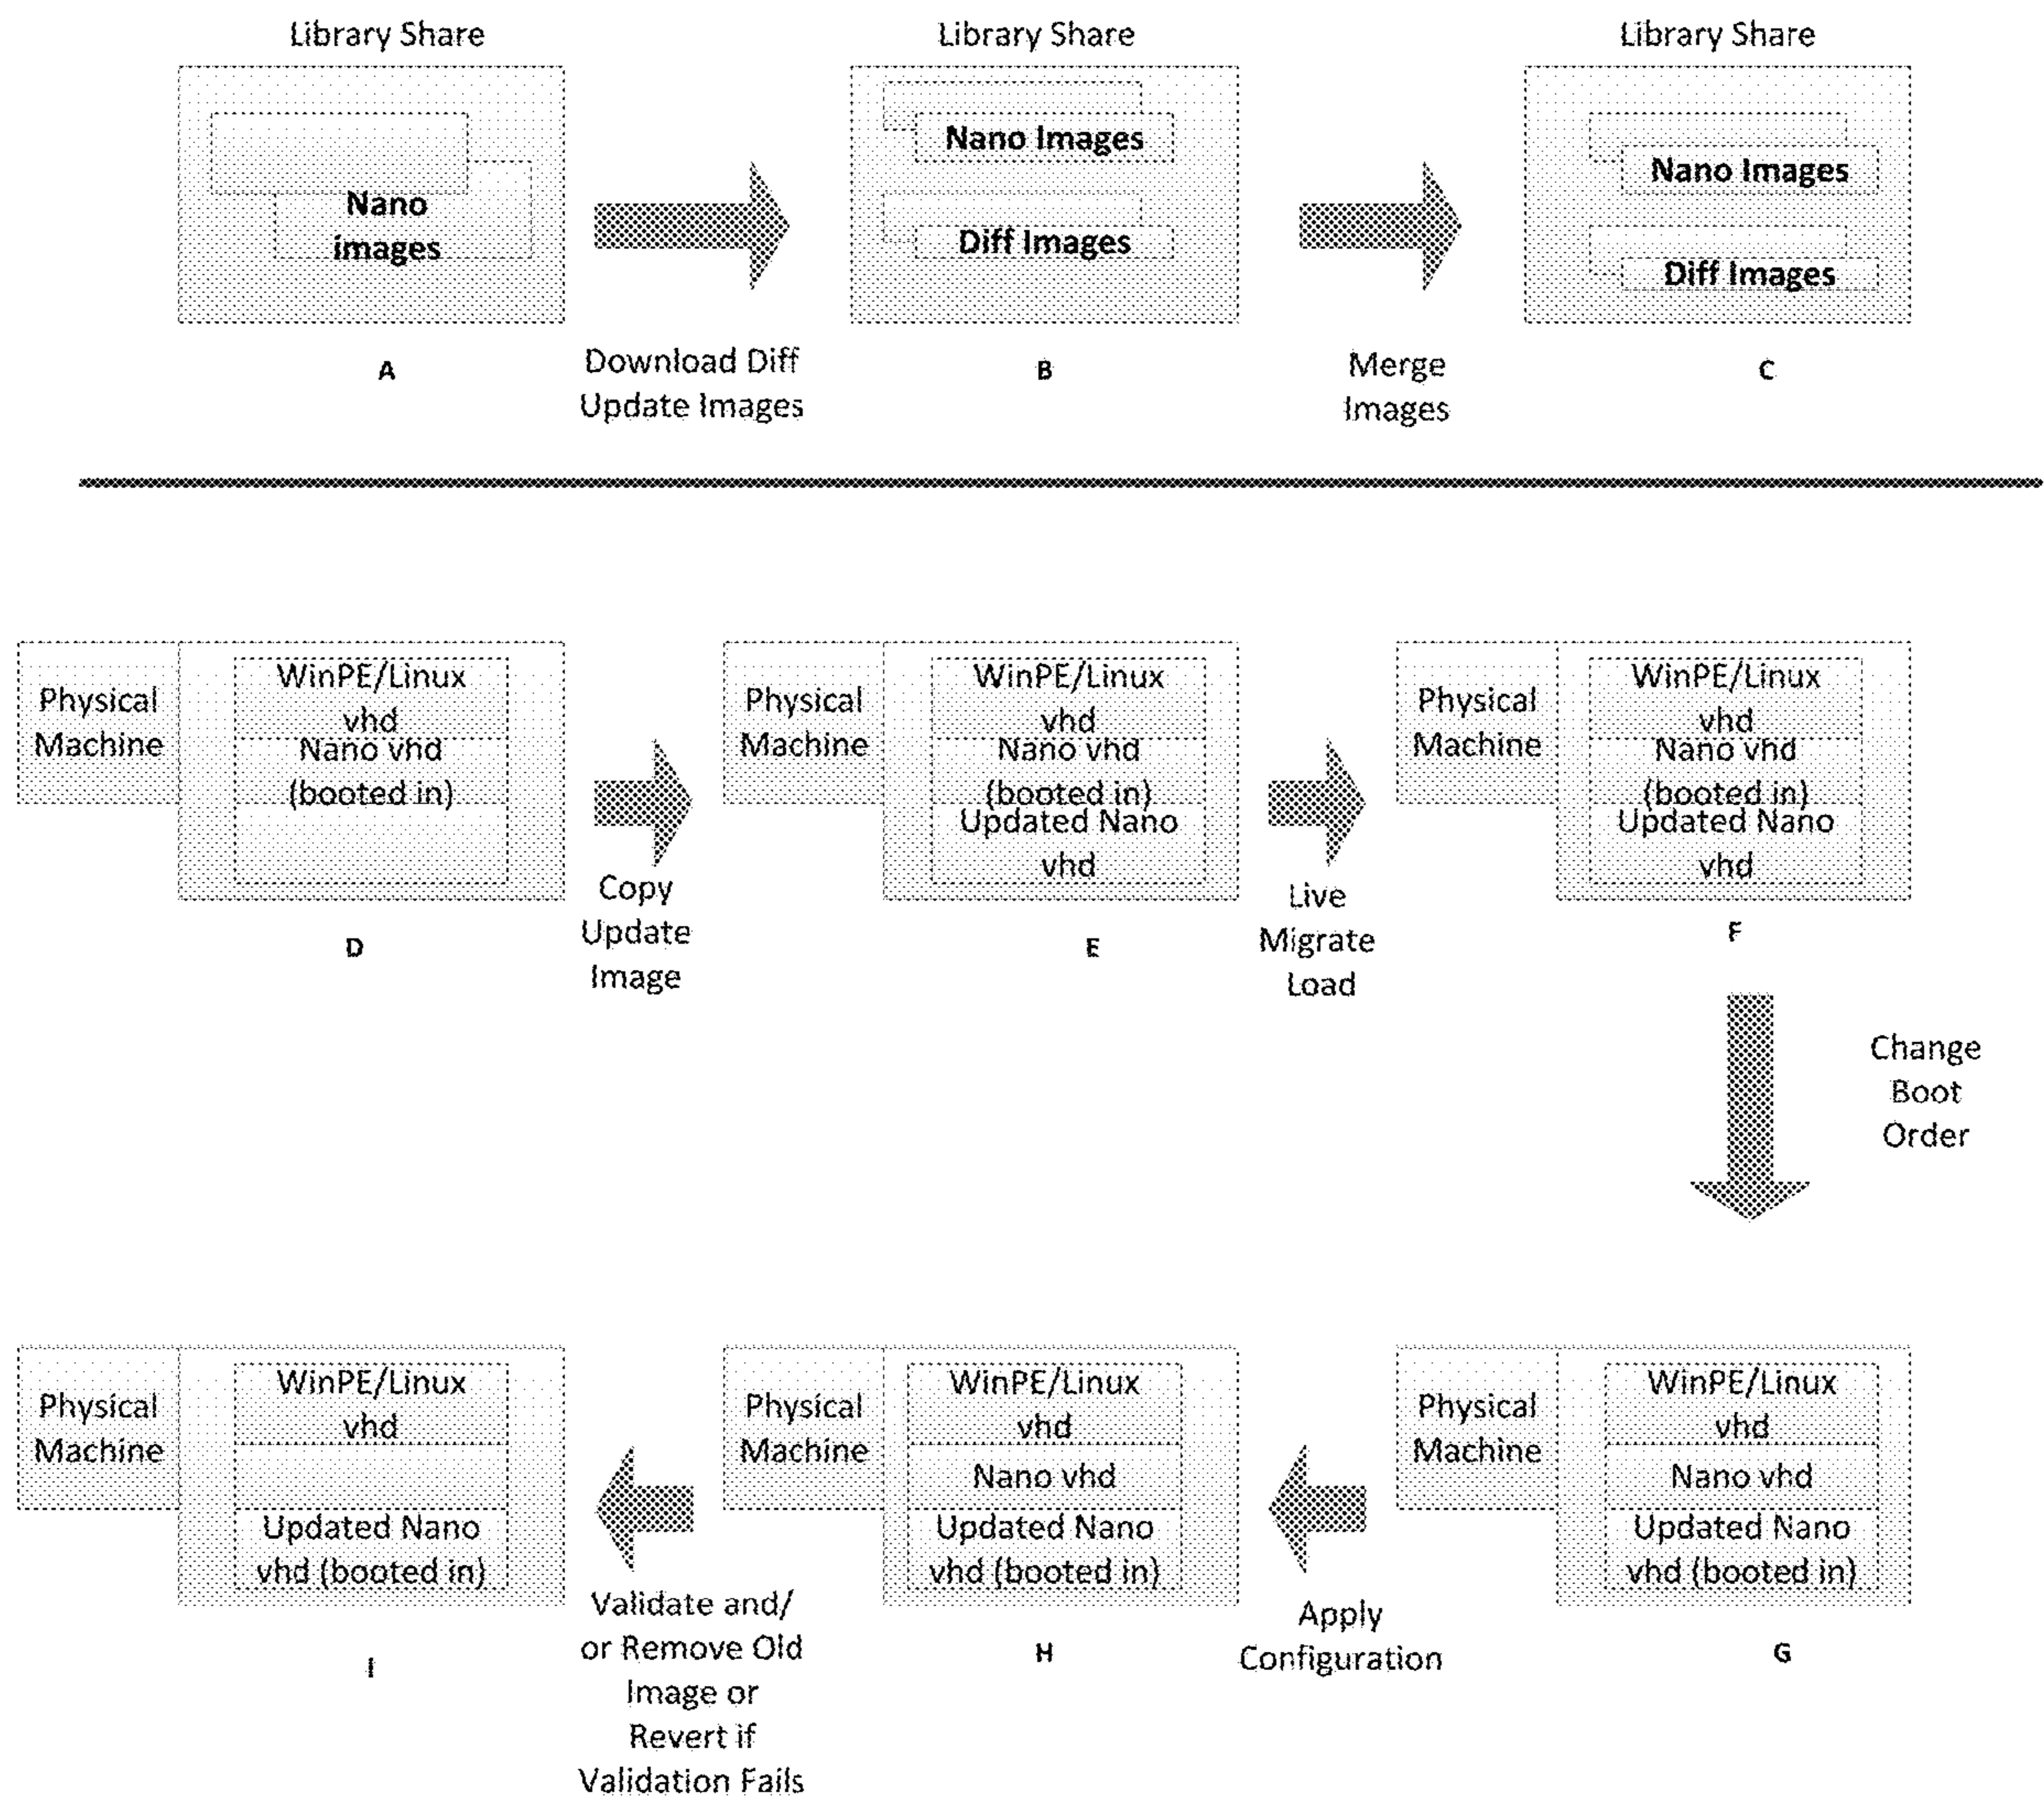 Library Share
Library Share
Library Share
Nano
images
Nano Images
Diff Images
Nano Images
Diff Images
A
Download Diff
Update Images
B
Merge
Images
C
Physical
Machine
WinPE/Linux
vhd
Nano vhd
(booted in)
D
Copy
Update
Image
Physical
Machine
WinPE/Linux
vhd
Nano vhd
(booted in)
Updated Nano
vhd
E
Live
Migrate
Load
Physical
Machine
WinPE/Linux
vhd
Nano vhd
(booted in)
Updated Nano
vhd
F
Change
Boot
Order
Physical
Machine
WinPE/Linux
vhd
Updated Nano
vhd (booted in)
I
Validate and/
or Remove Old
Image or
Revert if
Validation Fails
Physical
Machine
WinPE/Linux
vhd
Nano vhd
Updated Nano
vhd (booted in)
H
Apply
Configuration
Physical
Machine
WinPE/Linux
vhd
Nano vhd
Updated Nano
vhd (booted in)
G